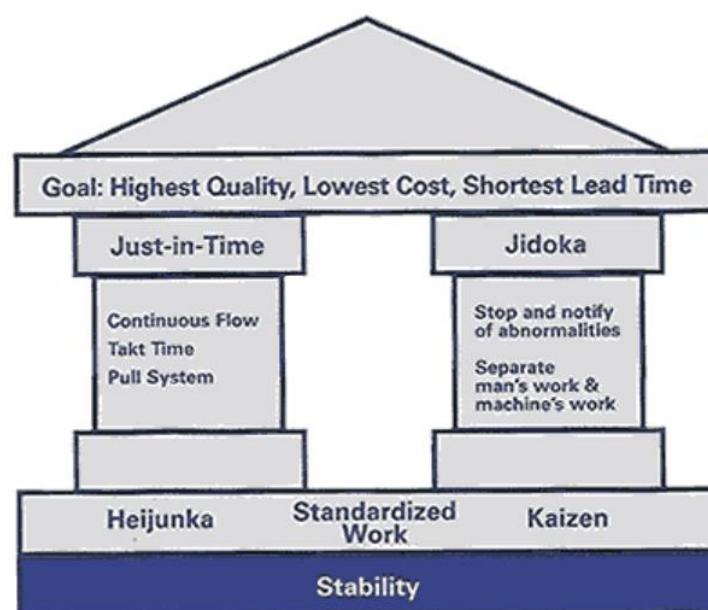 Goal: Highest Quality, Lowest Cost, Shortest Lead Time
Just-in-Time
Jidoka
Continuous Flow
Takt Time
Pull System
Stop and notify
of abnormalities
Separate
man's work &
machine's work
Heijunka
Standardized
Work
Kaizen
Stability